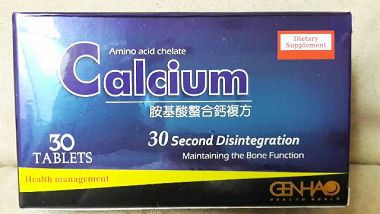 Amino acid chelate
Dietary
Supplement
Calcium
胺基酸螯合鈣複方
30
TABLETS
30 Second Disintegration
Maintaining the Bone Function
Health management
GENHAO
HEALTH WORLD